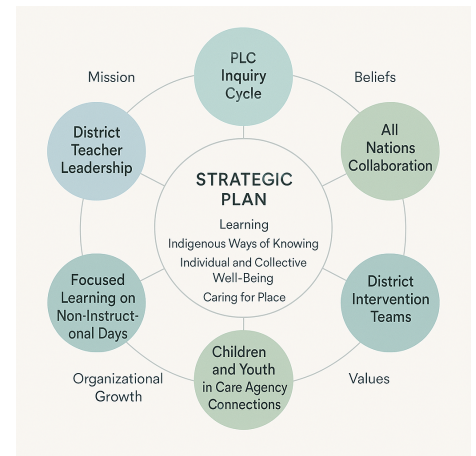 PLC
Inquiry
Cycle
Mission
Beliefs
District
Teacher
Leadership
All
Nations
Collaboration
STRATEGIC
PLAN
Learning
Indigenous Ways of Knowing
Individual and Collective
Well-Being
Caring for Place
Focused
Learning on
Non-Instruct-
onal Days
District
Intervention
Teams
Children
and Youth
in Care Agency
Connections
Organizational
Growth
Values